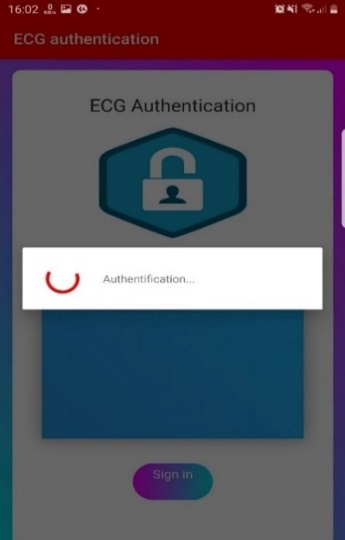 16:02
ECG authentication
ECG Authentication
Authentification...
Sign in